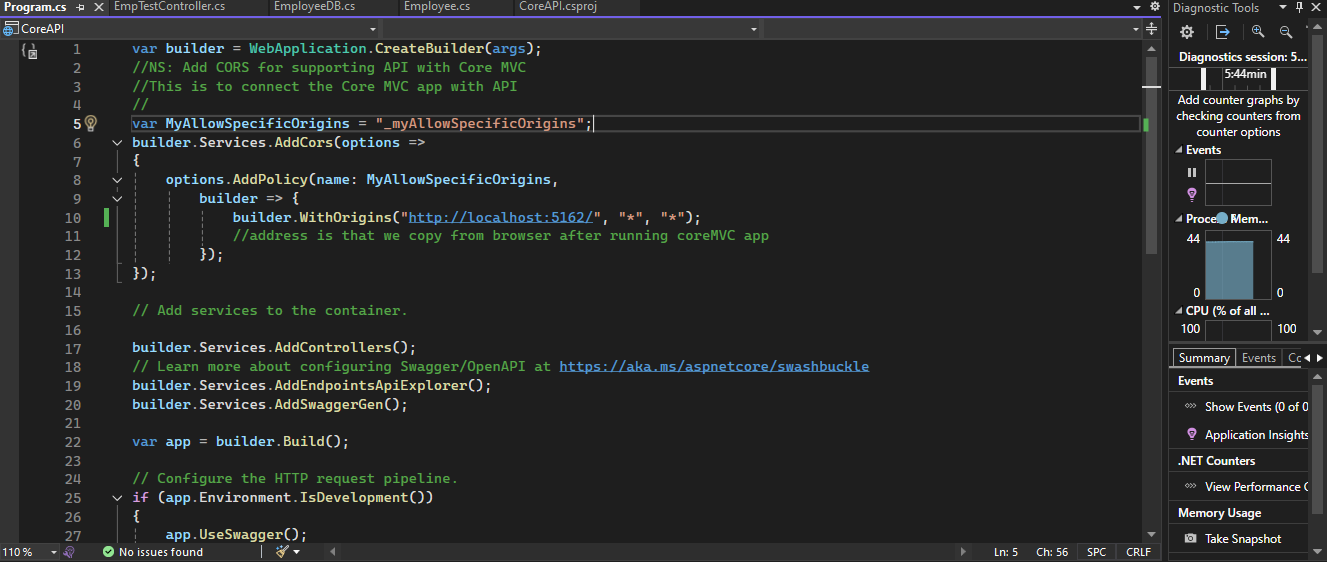 Program.cs
EmpTestController.cs
EmployeeDB.cs
Employee.cs
CoreAPI.csproj
Diagnostic Tools
CoreAPI
1 var builder = WebApplication.CreateBuilder(args);
2 //NS: Add CORS for supporting API with Core MVC
3 //This is to connect the Core MVC app with API
4 //
5 var MyAllowSpecificOrigins = "_myAllowSpecificOrigins";
6 builder.Services.AddCors(options =>
7 {
8 options.AddPolicy(name: MyAllowSpecificOrigins,
9 builder => {
10 builder.WithOrigins("http://localhost:5162/", "*", "*");
11 //address is that we copy from browser after running coreMVC app
12 });
13 });
14
15 // Add services to the container.
16
17 builder.Services.AddControllers();
18 // Learn more about configuring Swagger/OpenAPI at https://aka.ms/aspnetcore/swashbuckle
19 builder.Services.AddEndpointsApiExplorer();
20 builder.Services.AddSwaggerGen();
21
22 var app = builder.Build();
23
24 // Configure the HTTP request pipeline.
25 if (app.Environment.IsDevelopment())
26 {
27 app.UseSwagger();
110 %
No issues found
Ln: 5
Ch: 56
SPC
CRLF
Diagnostics session: 5...
5:44min
Add counter graphs by
checking counters from
counter options
Events
Mem...
44
44
0
0
CPU (% of all ...
100
100
Summary
Events
Co
Events
Show Events (0 of 0
Application Insights
.NET Counters
View Performance C
Memory Usage
Take Snapshot